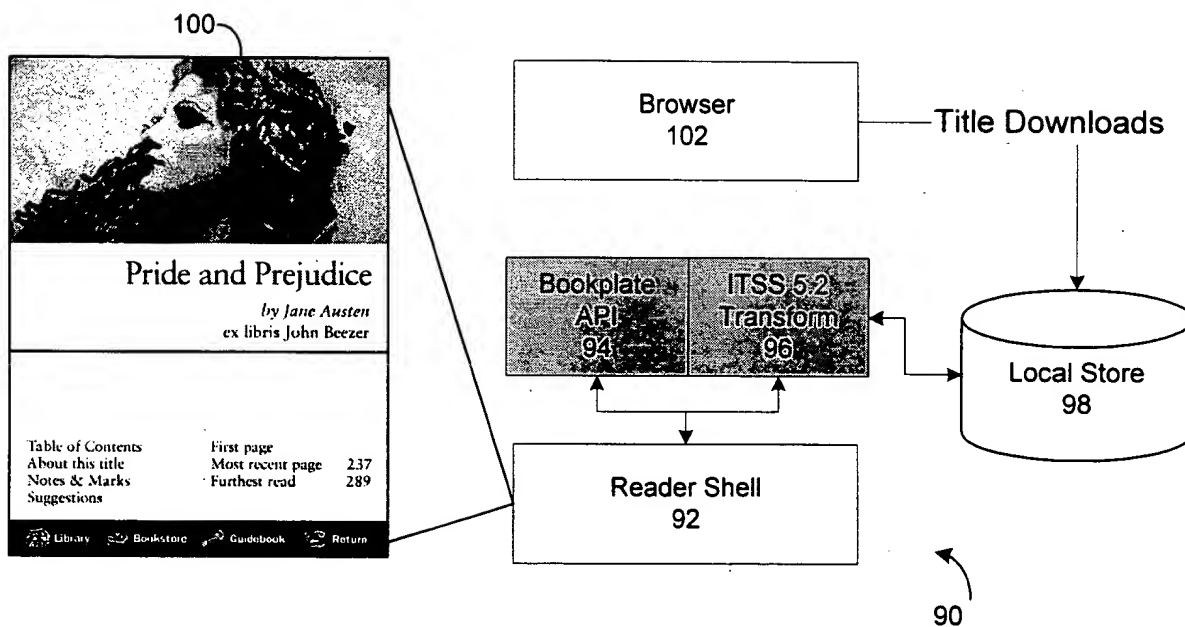 100
Pride and Prejudice
by Jane Austen
ex libris John Beezer
Table of Contents
First page
About this title
Most recent page 237
Notes & Marks
Furthest read 289
Suggestions
Library
Bookstore
Guidebook
Return
Browser
102
Title Downloads
Bookplate
API
94
ITSS 5.2
Transform
96
Local Store
98
Reader Shell
92
90